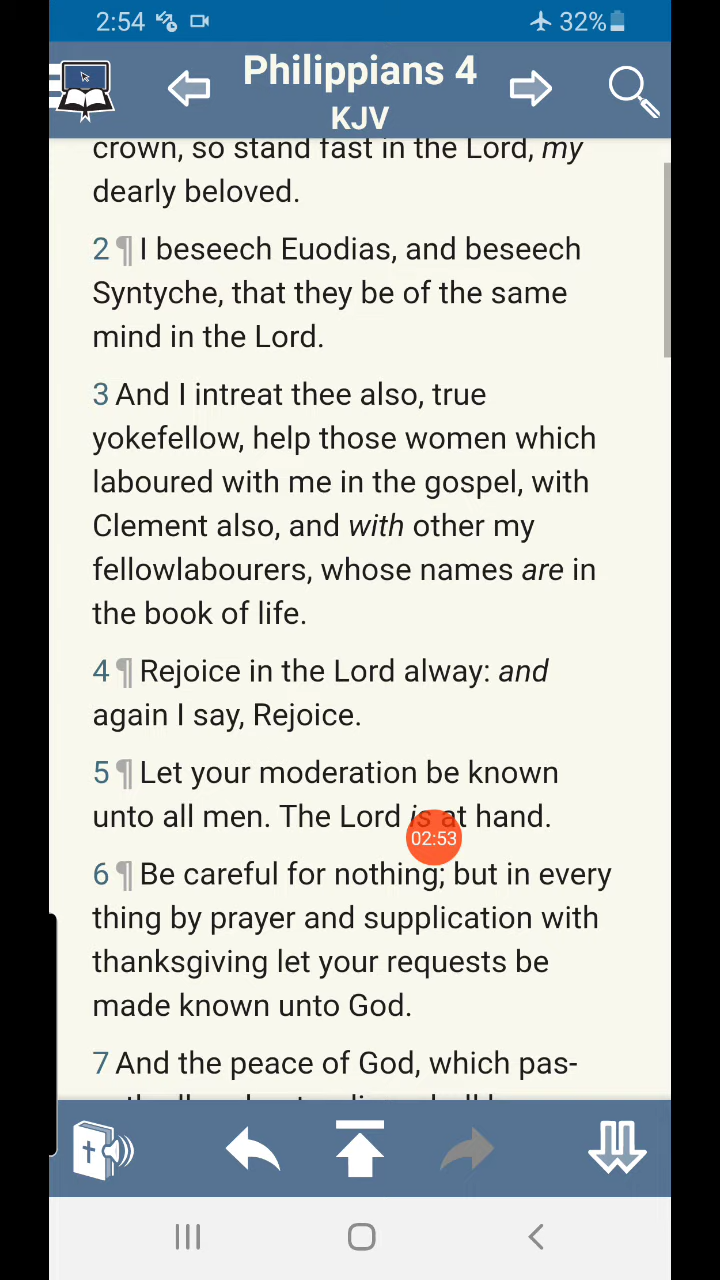 2:54 32%
Philippians 4
KJV
crown, so stand fast in the Lord, my
dearly beloved.
2 ¶ I beseech Euodias, and beseech
Syntyche, that they be of the same
mind in the Lord.
3 And I intreat thee also, true
yokefellow, help those women which
laboured with me in the gospel, with
Clement also, and with other my
fellowlabourers, whose names are in
the book of life.
4 ¶ Rejoice in the Lord alway: and
again I say, Rejoice.
5 ¶ Let your moderation be known
unto all men. The Lord is at hand.
02:53
6 ¶ Be careful for nothing; but in every
thing by prayer and supplication with
thanksgiving let your requests be
made known unto God.
7 And the peace of God, which pas-